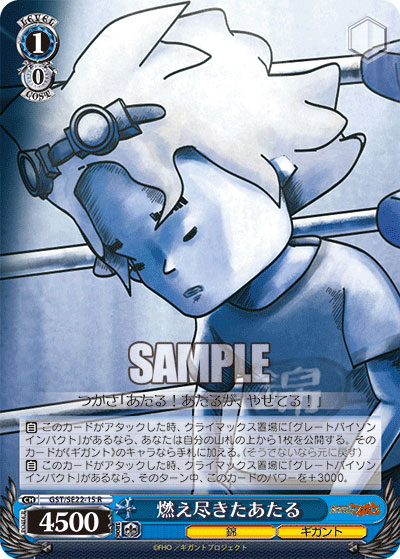 LEVEL
1
0
COST
SAMPLE
錦
つかさ「あたる！あたるが、やせてる！」
自 このカードがアタックした時、クライマックス置場に「グレートパイソン
インパクト」があるなら、あなたは自分の山札の上から1枚を公開する。その
カードが《ギガント》のキャラなら手札に加える。（そうでないなら元に戻す）
自 このカードがアタックした時、クライマックス置場に「グレートパイソン
インパクト」があるなら、そのターン中、このカードのパワーを＋3000。
CH GST/SE22-15 R
4500
燃え尽きたあたる
錦
ギガント
©FHO ／ギガントプロジェクト